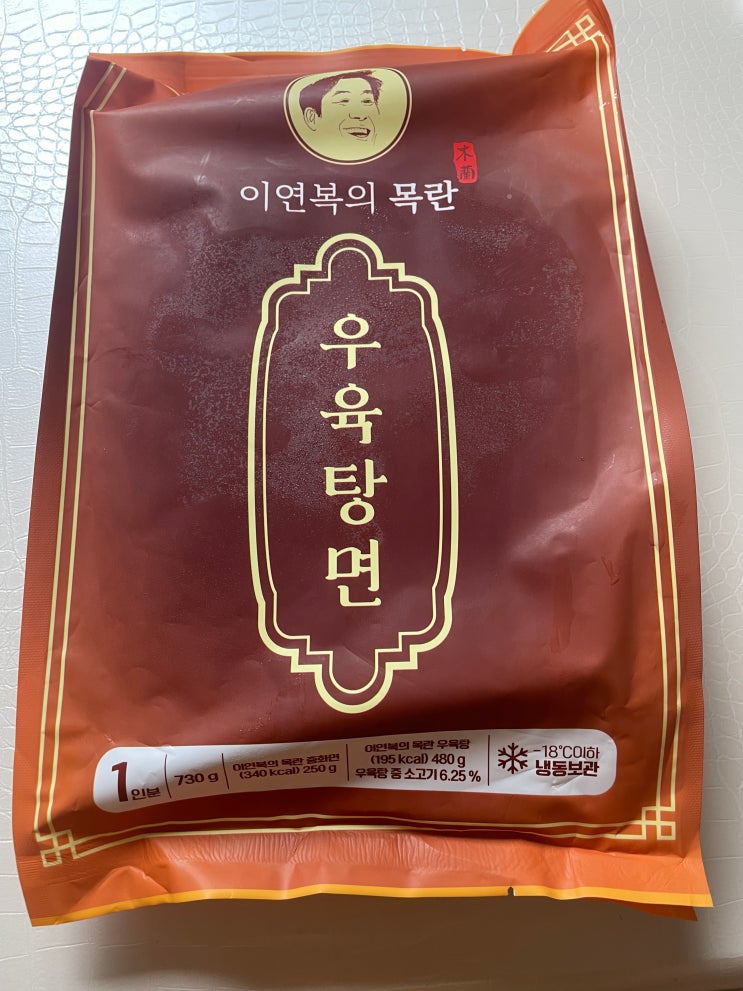 木蘭
이연복의 목란
우육탕면
1인분
730 g
이연복의 목란 중화면
(340 kcal) 250 g
이연복의 목란 우육탕
(195 kcal) 480 g
우육탕 중 소고기 6.25 %
-18℃이하
냉동보관